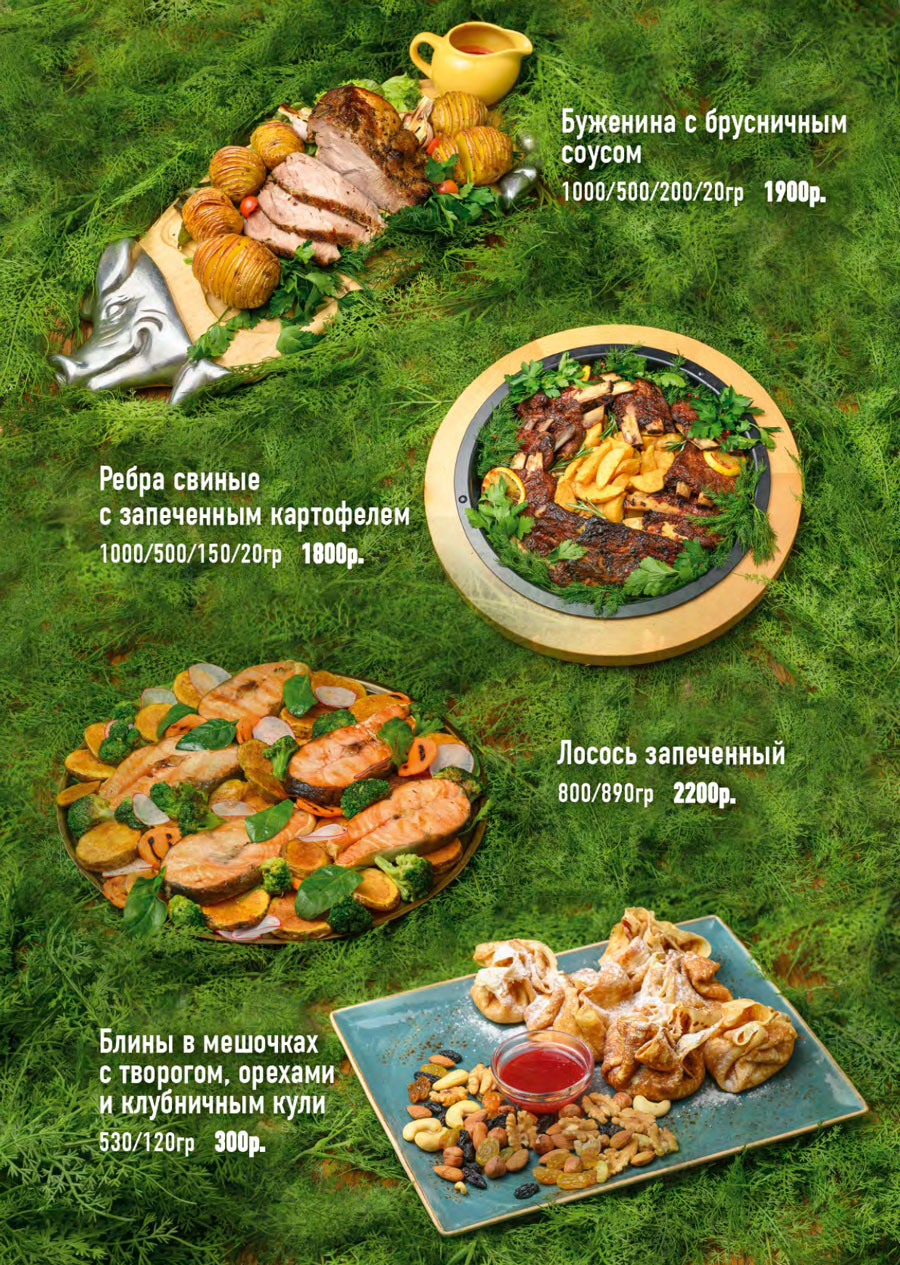 Буженина с брусничным
соусом
1000/500/200/20гр 1900р.
Ребра свиные
с запеченным картофелем
1000/500/150/20гр 1800р.
Лосось запеченный
800/890гр 2200р.
Блины в мешочках
с творогом, орехами
и клубничным кули
530/120гр 300р.